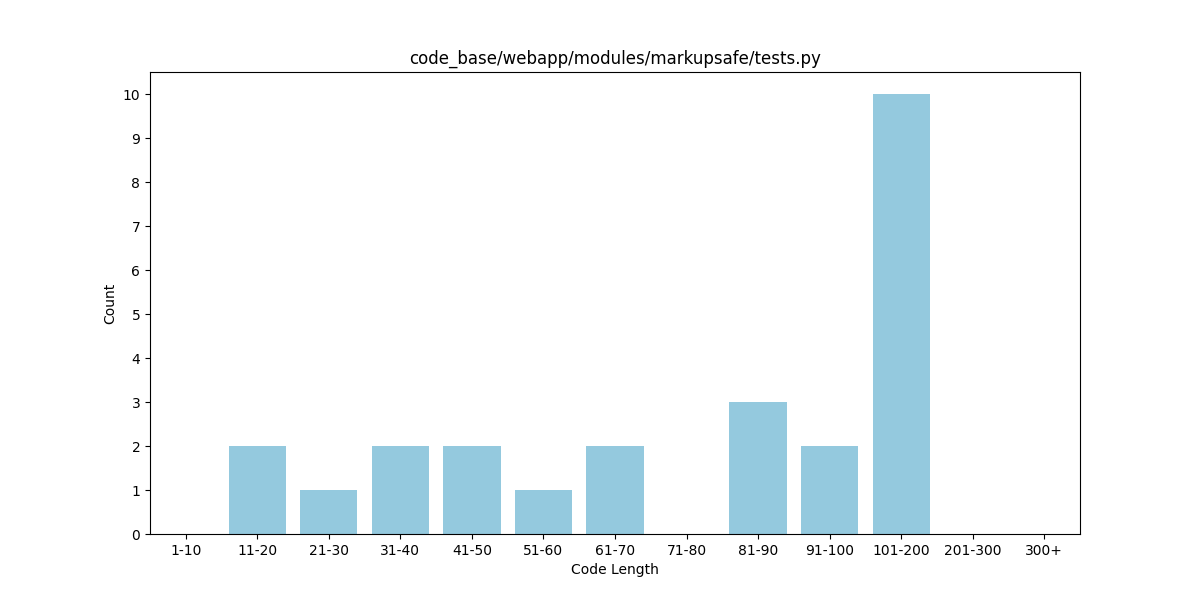 code_base/webapp/modules/markupsafe/tests.py
Count
10
9
8
7
6
5
4
3
2
1
0
1-10 11-20 21-30 31-40 41-50 51-60 61-70 71-80 81-90 91-100 101-200 201-300 300+
Code Length